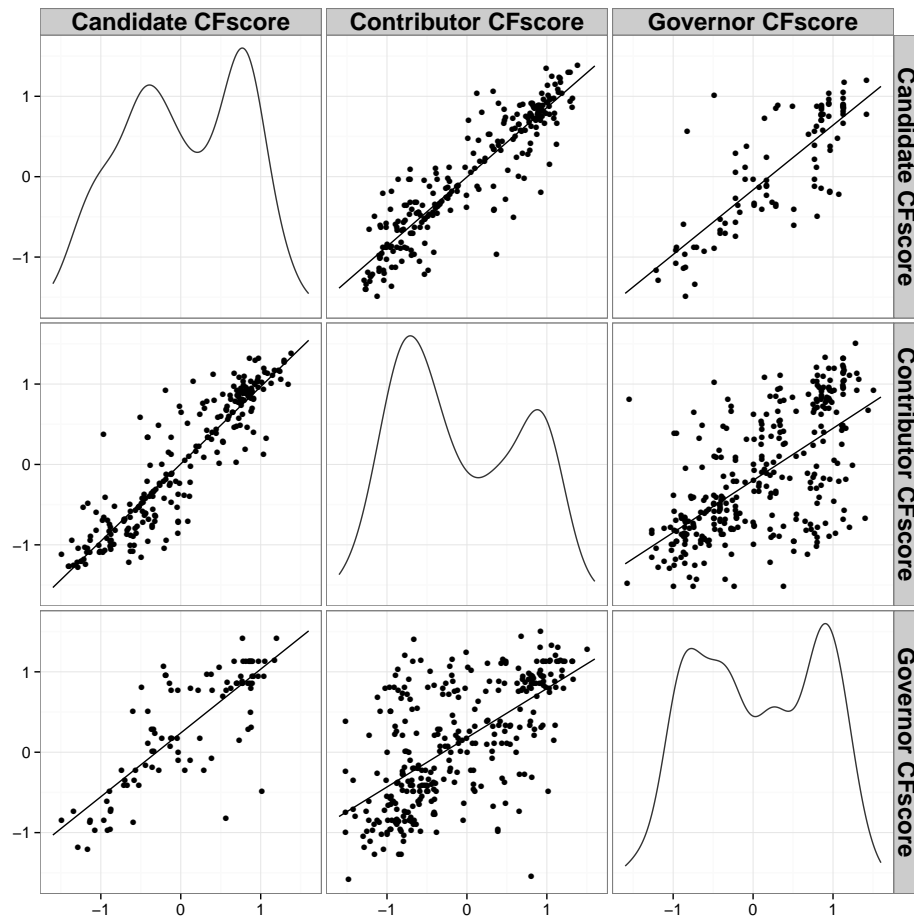 Candidate CFscore Contributor CFscore Governor CFscore
1
0
−1
Candidate CFscore
1
0
−1
Contributor CFscore
1
0
−1
Governor CFscore
−1 0 1 −1 0 1 −1 0 1